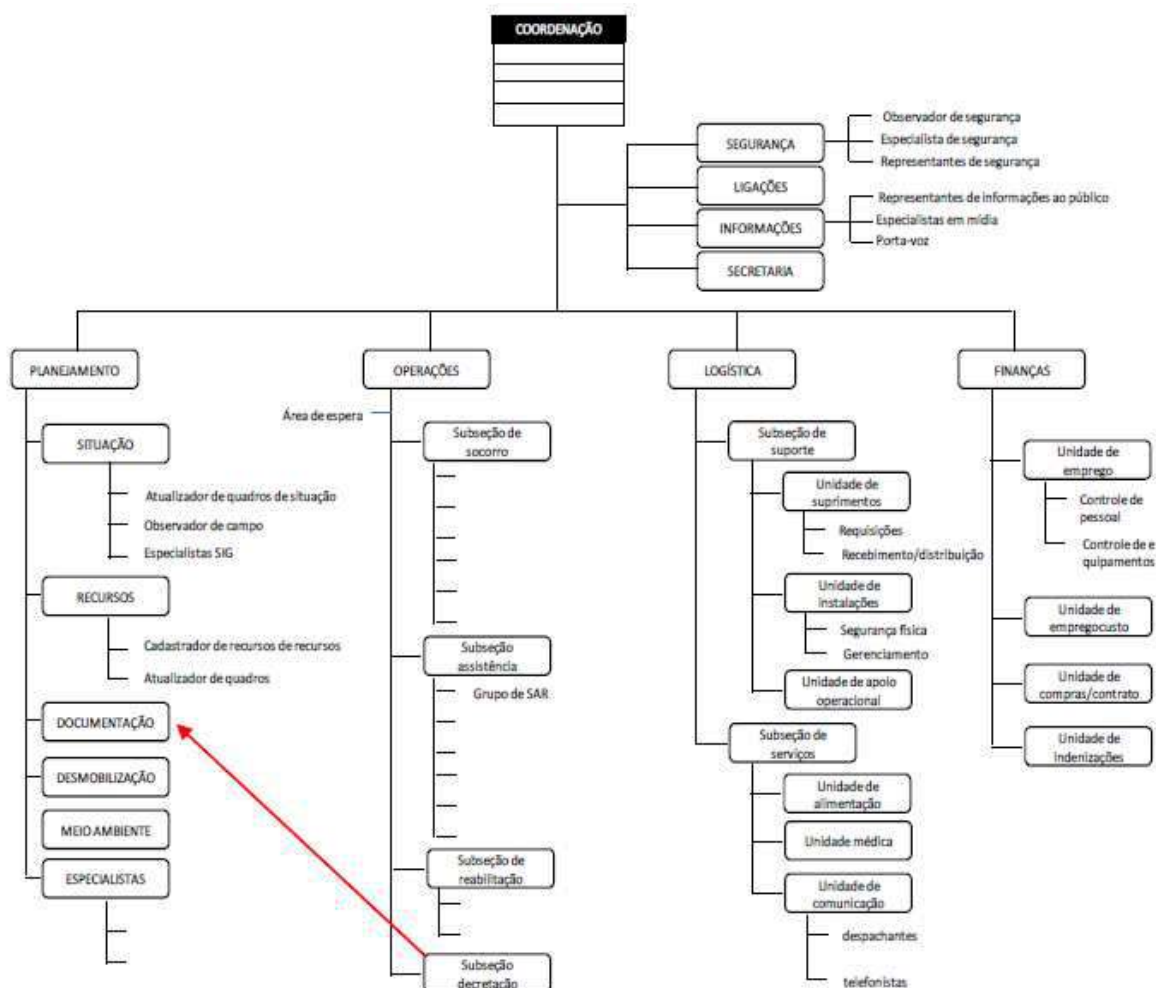 COORDENAÇÃO
SEGURANÇA
Observador de segurança
Especialista de segurança
Representantes de segurança
LIGAÇÕES
INFORMAÇÕES
Representantes de informações ao público
Especialistas em mídia
Porta-voz
SECRETARIA
PLANEJAMENTO
SITUAÇÃO
Atualizador de quadros de situação
Observador de campo
Especialistas SIG
RECURSOS
Cadastrador de recursos de recursos
Atualizador de quadros
DOCUMENTAÇÃO
DESMOBILIZAÇÃO
MEIO AMBIENTE
ESPECIALISTAS
OPERAÇÕES
Área de espera
Subseção de
socorro
Subseção
assistência
Grupo de SAR
Subseção de
reabilitação
Subseção
decretação
LOGÍSTICA
Subseção de
suporte
Unidade de
suprimentos
Requisições
Recebimento/distribuição
Unidade de
instalações
Segurança física
Gerenciamento
Unidade de apoio
operacional
Subseção de
serviços
Unidade de
alimentação
Unidade médica
Unidade de
comunicação
despachantes
telefonistas
FINANÇAS
Unidade de
emprego
Controle de
pessoal
Controle de e
quipamentos
Unidade de
empregocusto
Unidade de
compras/contrato
Unidade de
indenizações